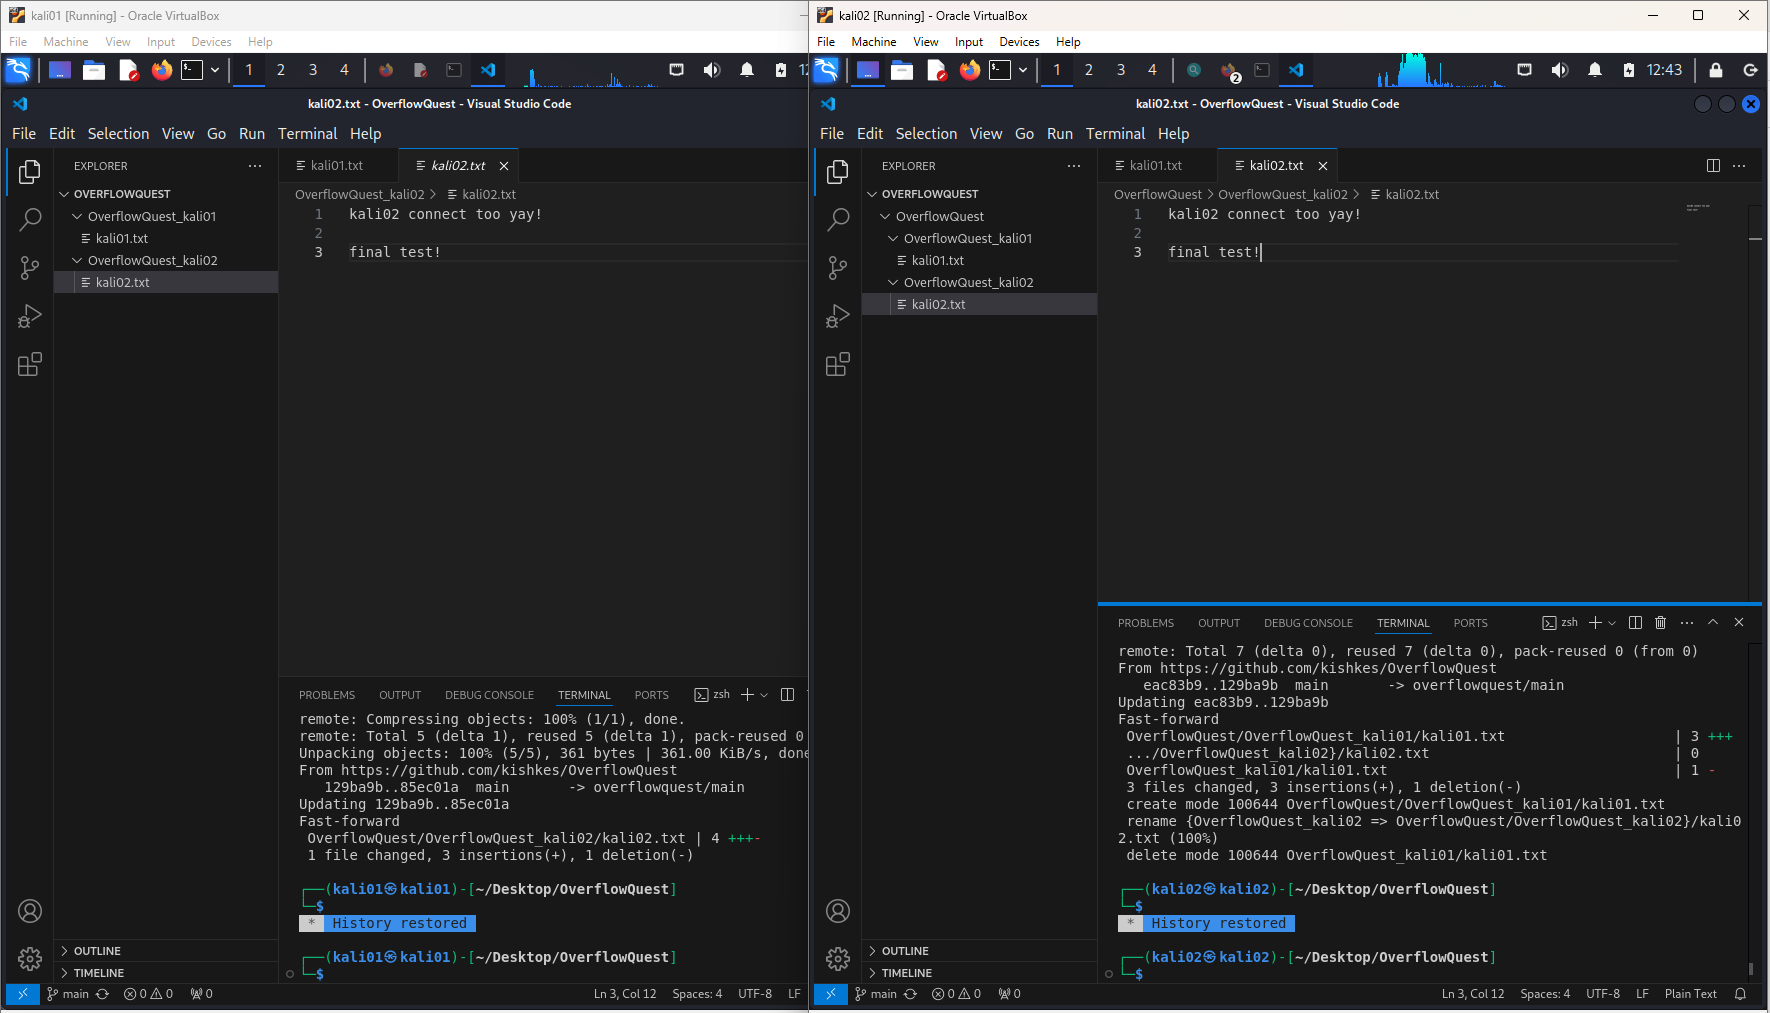 kali01 [Running] - Oracle VirtualBox
File Machine View Input Devices Help
1 2 3 4 12
kali02.txt - OverflowQuest - Visual Studio Code
File Edit Selection View Go Run Terminal Help
EXPLORER
OVERFLOWQUEST
OverflowQuest_kali01
kali01.txt
OverflowQuest_kali02
kali02.txt
OUTLINE
TIMELINE
kali01.txt kali02.txt
OverflowQuest_kali02 > kali02.txt
1 kali02 connect too yay!
2
3 final test!
PROBLEMS OUTPUT DEBUG CONSOLE TERMINAL PORTS zsh
remote: Compressing objects: 100% (1/1), done.
remote: Total 5 (delta 1), reused 5 (delta 1), pack-reused 0
Unpacking objects: 100% (5/5), 361 bytes | 361.00 KiB/s, done
From https://github.com/kishkes/OverflowQuest
129ba9b..85ec01a main -> overflowquest/main
Updating 129ba9b..85ec01a
Fast-forward
OverflowQuest/OverflowQuest_kali02/kali02.txt | 4 +++-
1 file changed, 3 insertions(+), 1 deletion(-)
┌──(kali01㉿kali01)-[~/Desktop/OverflowQuest]
└─$
* History restored
┌──(kali01㉿kali01)-[~/Desktop/OverflowQuest]
└─$
main 0 0 0 Ln 3, Col 12 Spaces: 4 UTF-8 LF
kali02 [Running] - Oracle VirtualBox
File Machine View Input Devices Help
1 2 3 4 2 12:43
kali02.txt - OverflowQuest - Visual Studio Code
File Edit Selection View Go Run Terminal Help
EXPLORER
OVERFLOWQUEST
OverflowQuest
OverflowQuest_kali01
kali01.txt
OverflowQuest_kali02
kali02.txt
OUTLINE
TIMELINE
kali01.txt kali02.txt
OverflowQuest > OverflowQuest_kali02 > kali02.txt
1 kali02 connect too yay!
2
3 final test!
PROBLEMS OUTPUT DEBUG CONSOLE TERMINAL PORTS zsh
remote: Total 7 (delta 0), reused 7 (delta 0), pack-reused 0 (from 0)
From https://github.com/kishkes/OverflowQuest
eac83b9..129ba9b main -> overflowquest/main
Updating eac83b9..129ba9b
Fast-forward
OverflowQuest/OverflowQuest_kali01/kali01.txt | 3 +++
.../OverflowQuest_kali02}/kali02.txt | 0
OverflowQuest_kali01/kali01.txt | 1 -
3 files changed, 3 insertions(+), 1 deletion(-)
create mode 100644 OverflowQuest/OverflowQuest_kali01/kali01.txt
rename {OverflowQuest_kali02 => OverflowQuest/OverflowQuest_kali02}/kali0
2.txt (100%)
delete mode 100644 OverflowQuest_kali01/kali01.txt
┌──(kali02㉿kali02)-[~/Desktop/OverflowQuest]
└─$
* History restored
┌──(kali02㉿kali02)-[~/Desktop/OverflowQuest]
└─$
main 0 0 0 Ln 3, Col 12 Spaces: 4 UTF-8 LF Plain Text